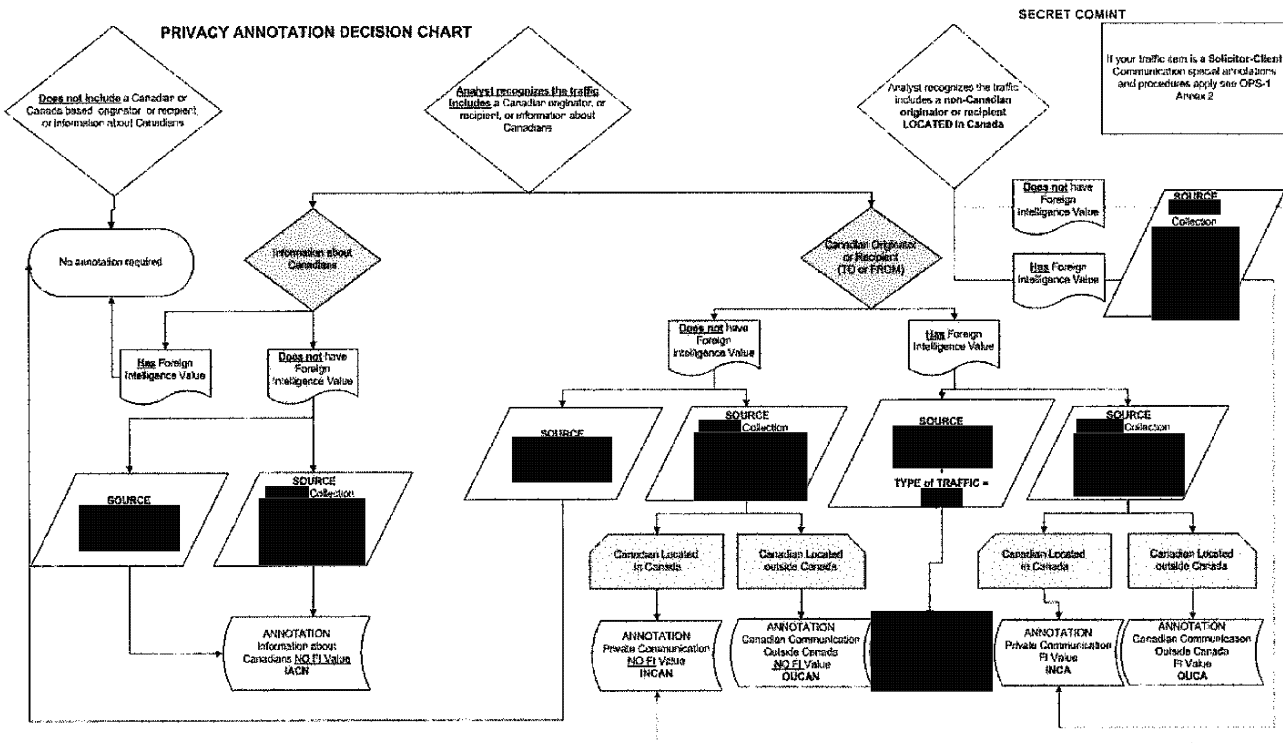 SECRET COMINT
PRIVACY ANNOTATION DECISION CHART
Does not Include a Canadian or
Canada based originator or recipient,
or information about Canadians
Analyst recognizes the traffic
Includes a Canadian originator, or
recipient, or information about
Canadians
Analyst recognizes the traffic
includes a non-Canadian
originator or recipient
LOCATED in Canada
If your traffic item is a Solicitor-Client
Communication special annotations
and procedures apply see OPS-1
Annex 2
No annotation required
Information about
Canadians
Canadian Originator
or Recipient
(TO or FROM)
Does not have
Foreign
Intelligence Value
Has Foreign
Intelligence Value
SOURCE
Collection
Has Foreign
Intelligence Value
Does not have
Foreign
Intelligence Value
Does not have
Foreign
Intelligence Value
Has Foreign
Intelligence Value
SOURCE
SOURCE
Collection
SOURCE
SOURCE
Collection
SOURCE
TYPE of TRAFFIC =
SOURCE
Collection
Canadian Located
in Canada
Canadian Located
outside Canada
Canadian Located
in Canada
Canadian Located
outside Canada
ANNOTATION
Information about
Canadians NO FI Value
IACN
ANNOTATION
Private Communication
NO FI Value
INCAN
ANNOTATION
Canadian Communication
Outside Canada
NO FI Value
OUCAN
ANNOTATION
Private Communication
FI Value
INCA
ANNOTATION
Canadian Communication
Outside Canada
FI Value
OUCA